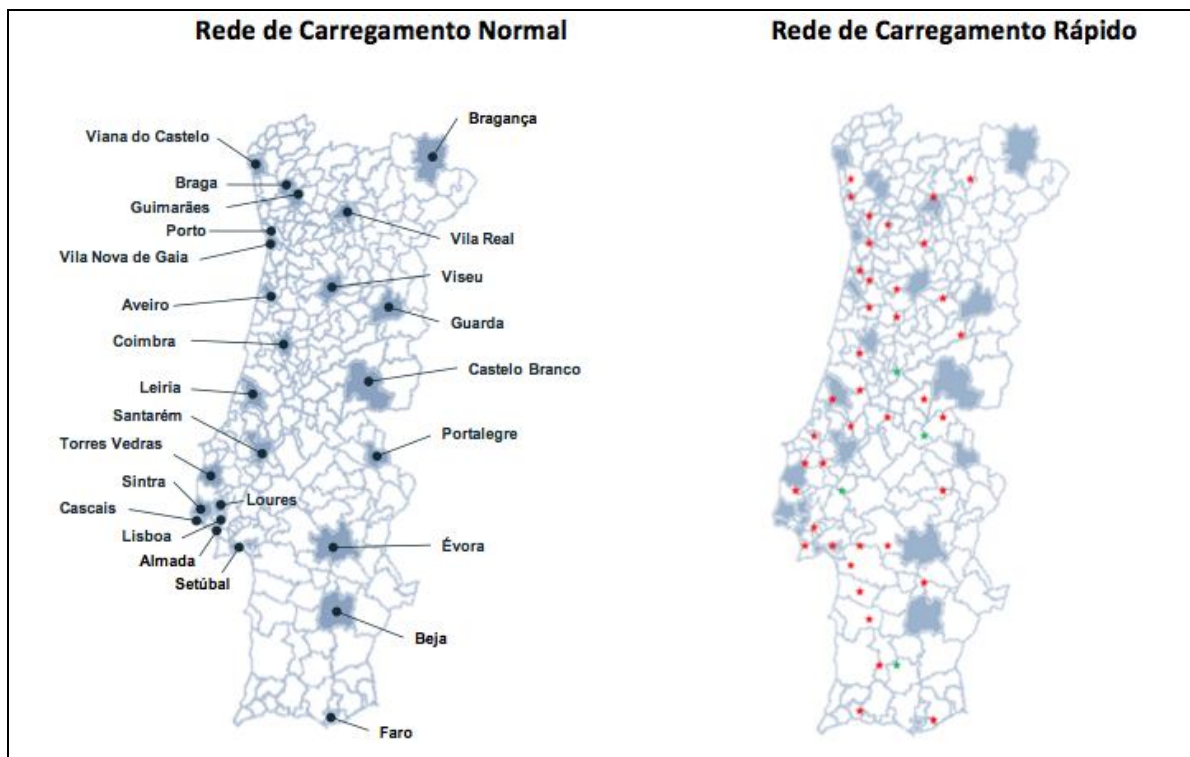 Rede de Carregamento Normal
Rede de Carregamento Rápido
Bragança
Viana do Castelo
Braga
Guimarães
Porto
Vila Real
Vila Nova de Gaia
Viseu
Aveiro
Guarda
Coimbra
Castelo Branco
Leiria
Santarém
Portalegre
Torres Vedras
Sintra
Loures
Cascais
Lisboa
Évora
Almada
Setúbal
Beja
Faro